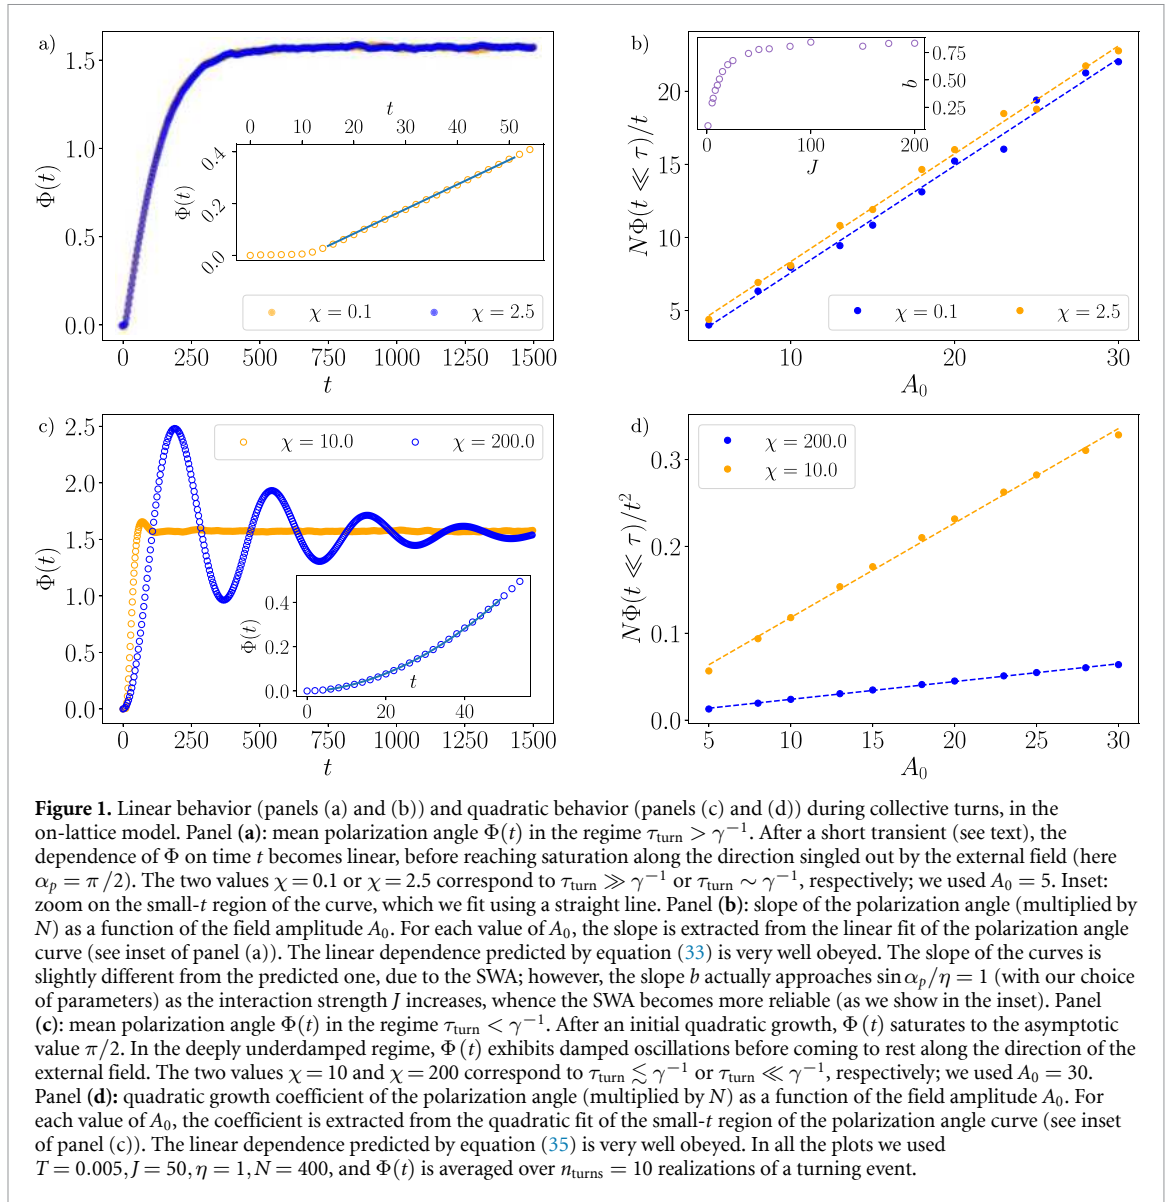 a)
1.5
1.0
0.5
0.0
Φ(t)
t
0 10 20 30 40 50
0.4
0.2
0.0
Φ(t)
χ = 0.1 χ = 2.5
0 250 500 750 1000 1250 1500
t
b)
20
15
10
5
NΦ(t ≪ τ)/t
0.75
0.50
0.25
b
0 100 200
J
χ = 0.1 χ = 2.5
10 20 30
A₀
c)
2.5
2.0
1.5
1.0
0.5
0.0
Φ(t)
χ = 10.0 χ = 200.0
0.4
0.2
0.0
Φ(t)
t
0 20 40
0 250 500 750 1000 1250 1500
t
d)
0.3
0.2
0.1
0.0
NΦ(t ≪ τ)/t²
χ = 200.0
χ = 10.0
5 10 15 20 25 30
A₀
Figure 1. Linear behavior (panels (a) and (b)) and quadratic behavior (panels (c) and (d)) during collective turns, in the
on-lattice model. Panel (a): mean polarization angle Φ(t) in the regime τturn > γ⁻¹. After a short transient (see text), the
dependence of Φ on time t becomes linear, before reaching saturation along the direction singled out by the external field (here
αp = π/2). The two values χ = 0.1 or χ = 2.5 correspond to τturn ≫ γ⁻¹ or τturn ∼ γ⁻¹, respectively; we used A₀ = 5. Inset:
zoom on the small-t region of the curve, which we fit using a straight line. Panel (b): slope of the polarization angle (multiplied by
N) as a function of the field amplitude A₀. For each value of A₀, the slope is extracted from the linear fit of the polarization angle
curve (see inset of panel (a)). The linear dependence predicted by equation (33) is very well obeyed. The slope of the curves is
slightly different from the predicted one, due to the SWA; however, the slope b actually approaches sin αp/η = 1 (with our choice
of parameters) as the interaction strength J increases, whence the SWA becomes more reliable (as we show in the inset). Panel
(c): mean polarization angle Φ(t) in the regime τturn < γ⁻¹. After an initial quadratic growth, Φ (t) saturates to the asymptotic
value π/2. In the deeply underdamped regime, Φ (t) exhibits damped oscillations before coming to rest along the direction of the
external field. The two values χ = 10 and χ = 200 correspond to τturn ≲ γ⁻¹ or τturn ≪ γ⁻¹, respectively; we used A₀ = 30.
Panel (d): quadratic growth coefficient of the polarization angle (multiplied by N) as a function of the field amplitude A₀. For
each value of A₀, the coefficient is extracted from the quadratic fit of the small-t region of the polarization angle curve (see inset
of panel (c)). The linear dependence predicted by equation (35) is very well obeyed. In all the plots we used
T = 0.005, J = 50, η = 1, N = 400, and Φ(t) is averaged over nturns = 10 realizations of a turning event.